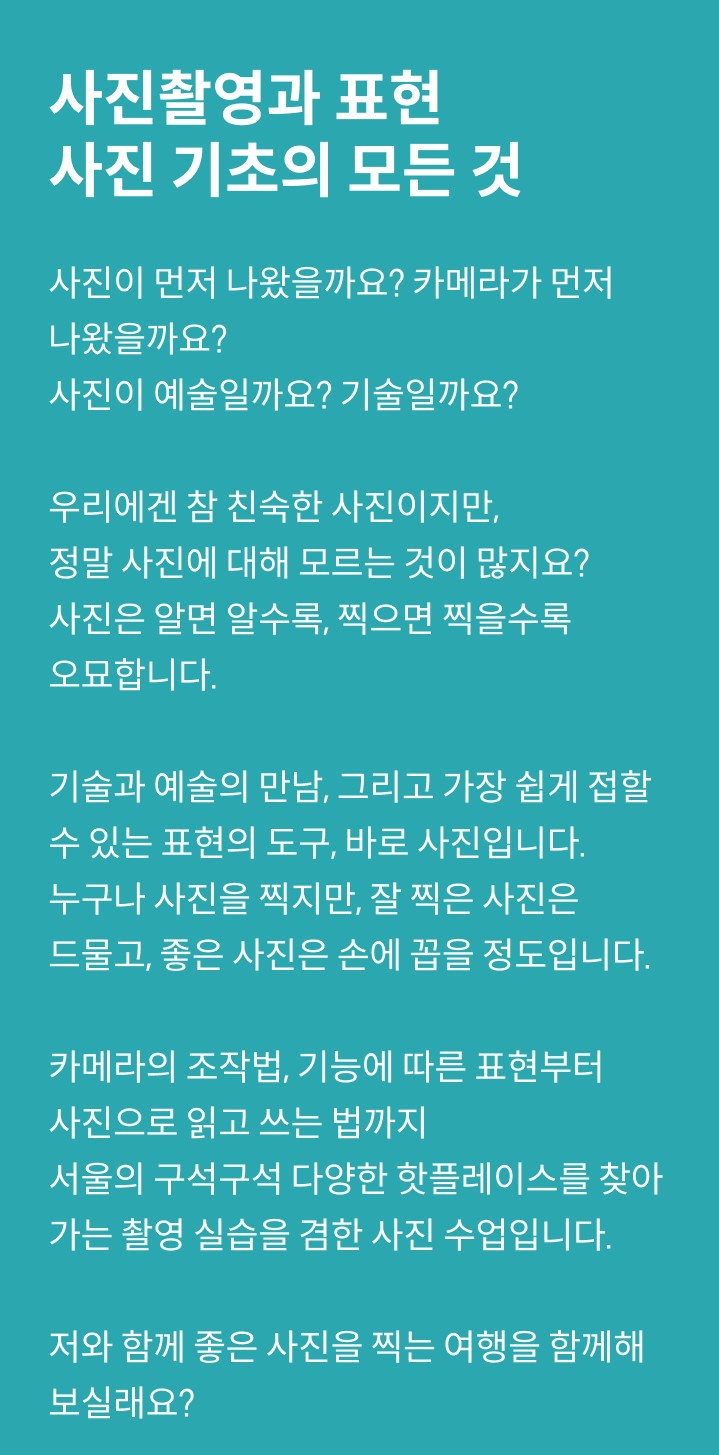 사진촬영과 표현
사진 기초의 모든 것
사진이 먼저 나왔을까요? 카메라가 먼저
나왔을까요?
사진이 예술일까요? 기술일까요?
우리에겐 참 친숙한 사진이지만,
정말 사진에 대해 모르는 것이 많지요?
사진은 알면 알수록, 찍으면 찍을수록
오묘합니다.
기술과 예술의 만남, 그리고 가장 쉽게 접할
수 있는 표현의 도구, 바로 사진입니다.
누구나 사진을 찍지만, 잘 찍은 사진은
드물고, 좋은 사진은 손에 꼽을 정도입니다.
카메라의 조작법, 기능에 따른 표현부터
사진으로 읽고 쓰는 법까지
서울의 구석구석 다양한 핫플레이스를 찾아
가는 촬영 실습을 겸한 사진 수업입니다.
저와 함께 좋은 사진을 찍는 여행을 함께해
보실래요?